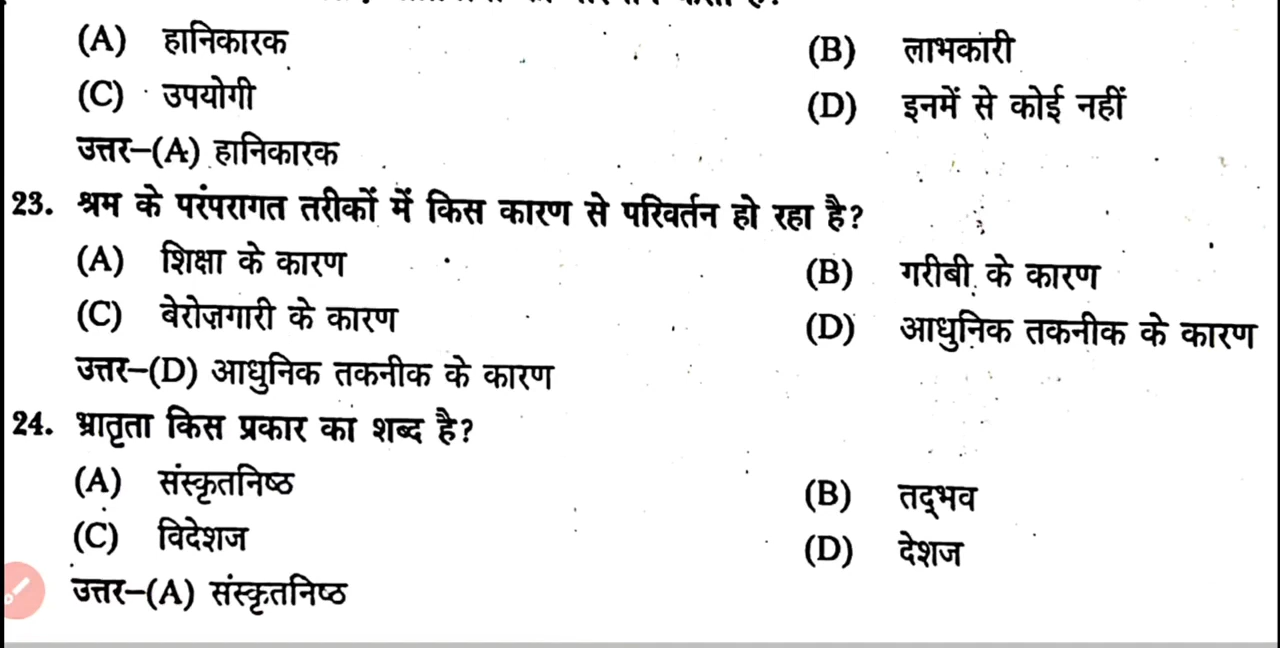 (A) हानिकारक (B) लाभकारी
(C) उपयोगी (D) इनमें से कोई नहीं
उत्तर–(A) हानिकारक
23. श्रम के परंपरागत तरीकों में किस कारण से परिवर्तन हो रहा है?
(A) शिक्षा के कारण (B) गरीबी के कारण
(C) बेरोज़गारी के कारण (D) आधुनिक तकनीक के कारण
उत्तर–(D) आधुनिक तकनीक के कारण
24. भ्रातृता किस प्रकार का शब्द है?
(A) संस्कृतनिष्ठ (B) तद्भव
(C) विदेशज (D) देशज
उत्तर–(A) संस्कृतनिष्ठ